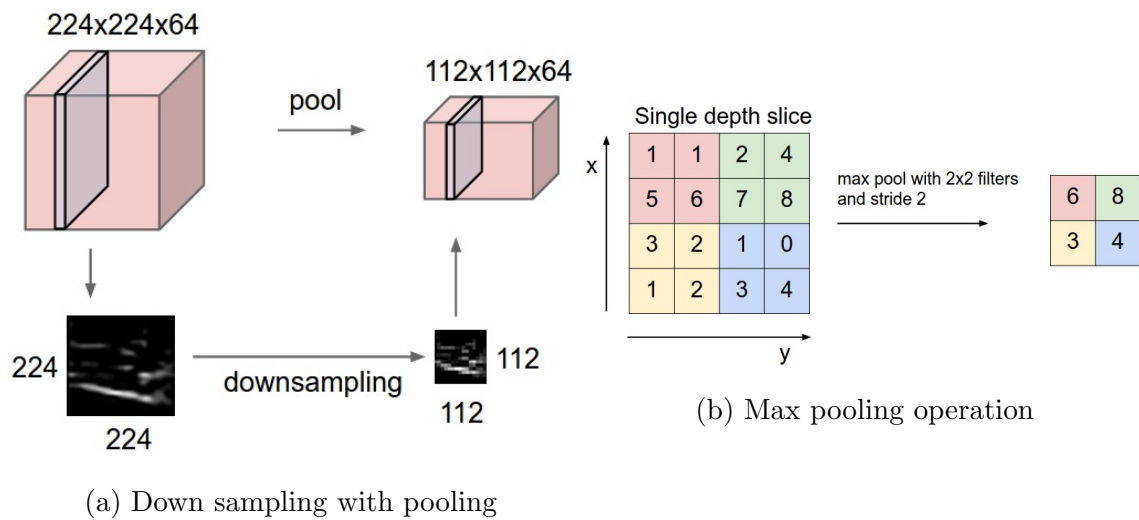 224x224x64
pool
112x112x64
224
224
downsampling
112
112
(a) Down sampling with pooling
Single depth slice
x
1 1 2 4
5 6 7 8
3 2 1 0
1 2 3 4
y
max pool with 2x2 filters
and stride 2
6 8
3 4
(b) Max pooling operation